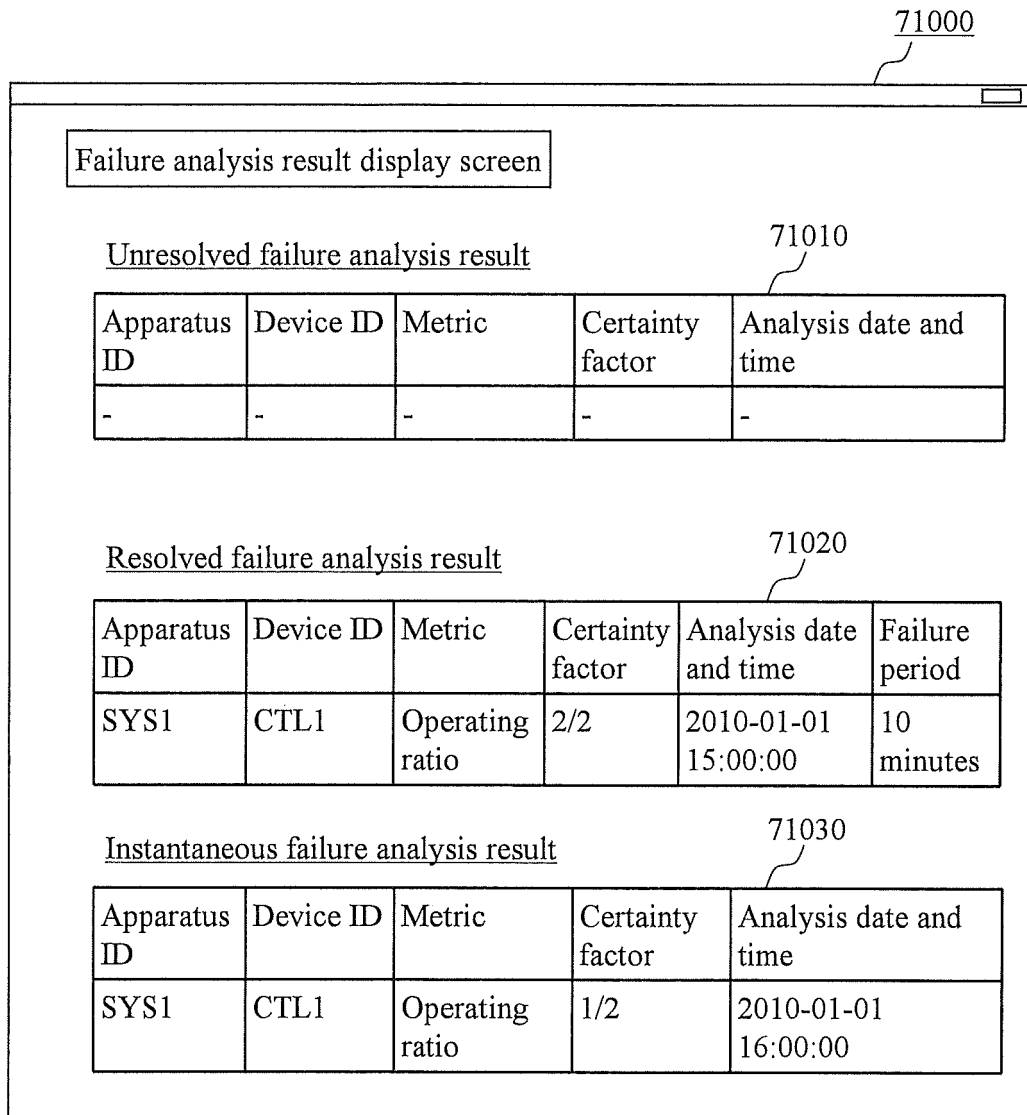 71000
Failure analysis result display screen
Unresolved failure analysis result
71010
Apparatus ID Device ID Metric Certainty factor Analysis date and time
- - - - -
Resolved failure analysis result
71020
Apparatus ID Device ID Metric Certainty factor Analysis date and time Failure period
SYS1 CTL1 Operating ratio 2/2 2010-01-01 15:00:00 10 minutes
Instantaneous failure analysis result
71030
Apparatus ID Device ID Metric Certainty factor Analysis date and time
SYS1 CTL1 Operating ratio 1/2 2010-01-01 16:00:00